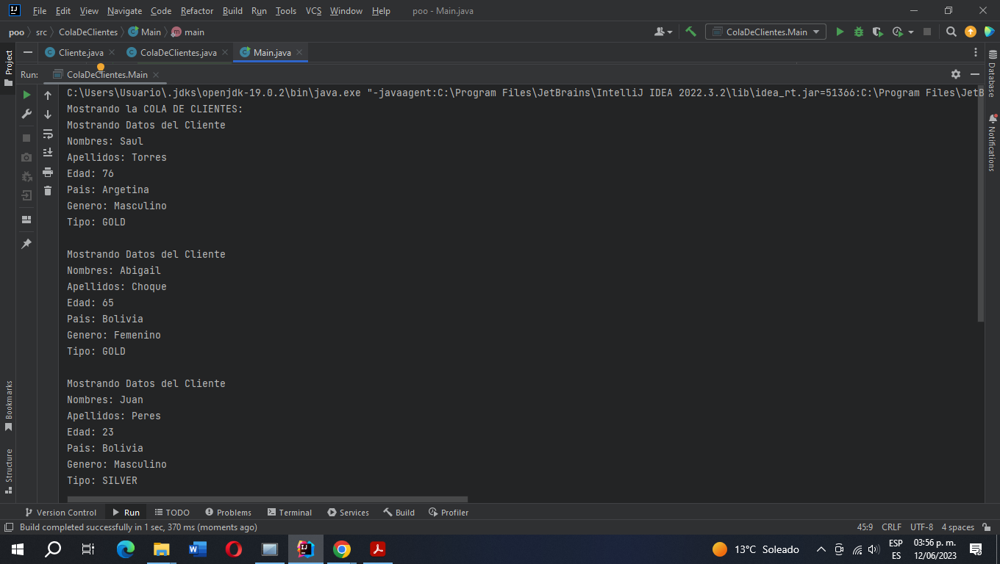 File Edit View Navigate Code Refactor Build Run Tools VCS Window Help poo - Main.java
poo src ColaDeClientes Main main ColaDeClientes.Main
Project
Cliente.java ColaDeClientes.java Main.java
Run: ColaDeClientes.Main
C:\Users\Usuario\.jdks\openjdk-19.0.2\bin\java.exe "-javaagent:C:\Program Files\JetBrains\IntelliJ IDEA 2022.3.2\lib\idea_rt.jar=51366:C:\Program Files\JetB
Mostrando la COLA DE CLIENTES:
Mostrando Datos del Cliente
Nombres: Saul
Apellidos: Torres
Edad: 76
Pais: Argetina
Genero: Masculino
Tipo: GOLD
Mostrando Datos del Cliente
Nombres: Abigail
Apellidos: Choque
Edad: 65
Pais: Bolivia
Genero: Femenino
Tipo: GOLD
Mostrando Datos del Cliente
Nombres: Juan
Apellidos: Peres
Edad: 23
Pais: Bolivia
Genero: Masculino
Tipo: SILVER
Database
Notifications
Bookmarks
Structure
Version Control Run TODO Problems Terminal Services Build Profiler
Build completed successfully in 1 sec, 370 ms (moments ago) 45:9 CRLF UTF-8 4 spaces
13°C Soleado ESP 03:56 p. m.
ES 12/06/2023